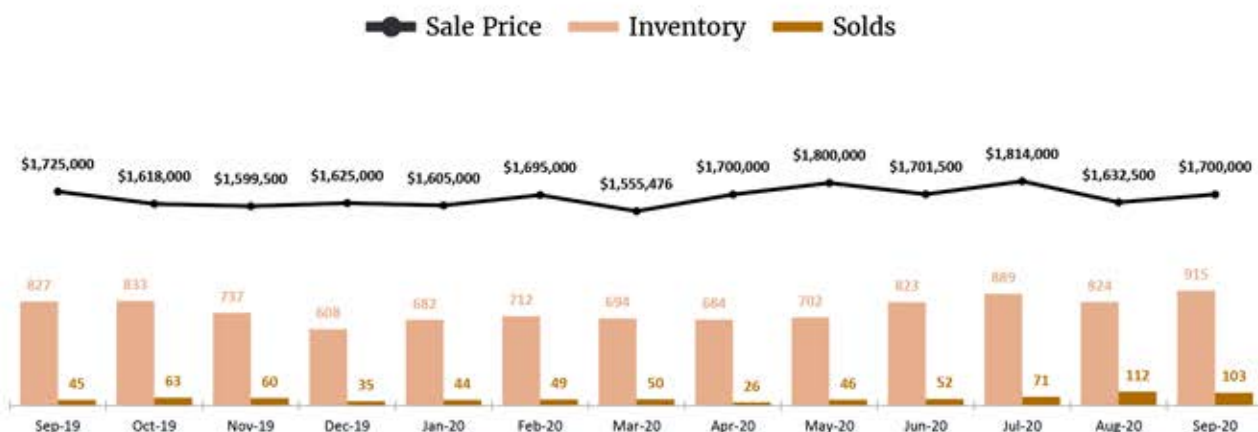 Sale Price Inventory Solds
$1,725,000 $1,618,000 $1,599,500 $1,625,000 $1,605,000 $1,695,000 $1,555,476 $1,700,000 $1,800,000 $1,701,500 $1,814,000 $1,632,500 $1,700,000
827 833 737 608 682 712 694 684 702 823 889 824 915
45 63 60 35 44 49 50 26 46 52 71 112 103
Sep-19 Oct-19 Nov-19 Dec-19 Jan-20 Feb-20 Mar-20 Apr-20 May-20 Jun-20 Jul-20 Aug-20 Sep-20